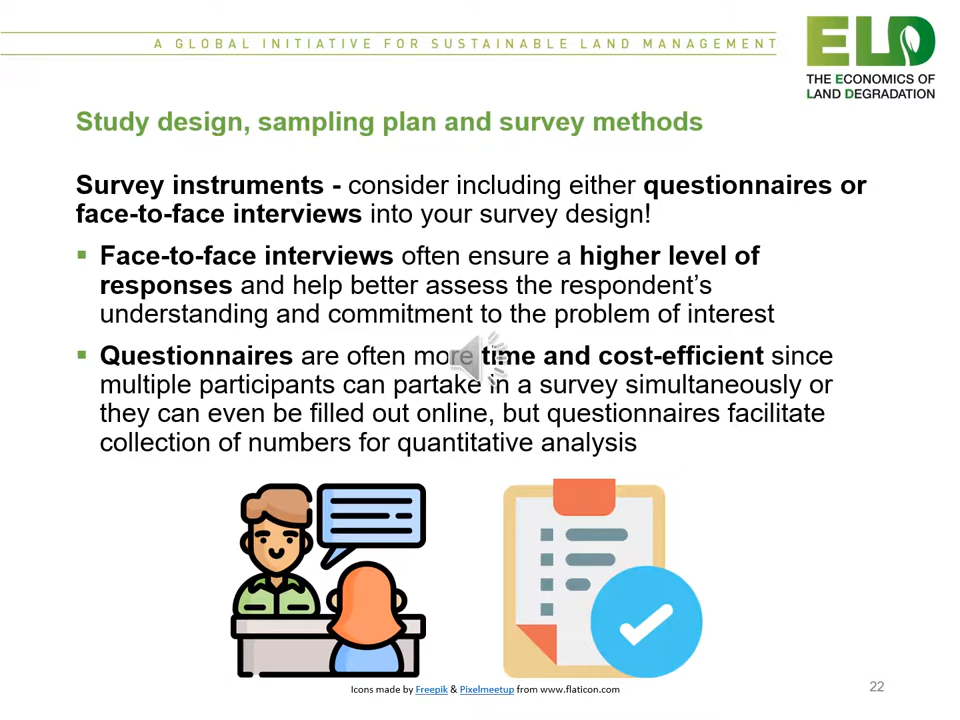 A GLOBAL INITIATIVE FOR SUSTAINABLE LAND MANAGEMENT
ELD
THE ECONOMICS OF
LAND DEGRADATION
Study design, sampling plan and survey methods
Survey instruments - consider including either questionnaires or
face-to-face interviews into your survey design!
Face-to-face interviews often ensure a higher level of
responses and help better assess the respondent’s
understanding and commitment to the problem of interest
Questionnaires are often more time and cost-efficient since
multiple participants can partake in a survey simultaneously or
they can even be filled out online, but questionnaires facilitate
collection of numbers for quantitative analysis
Icons made by Freepik & Pixelmeetup from www.flaticon.com
22